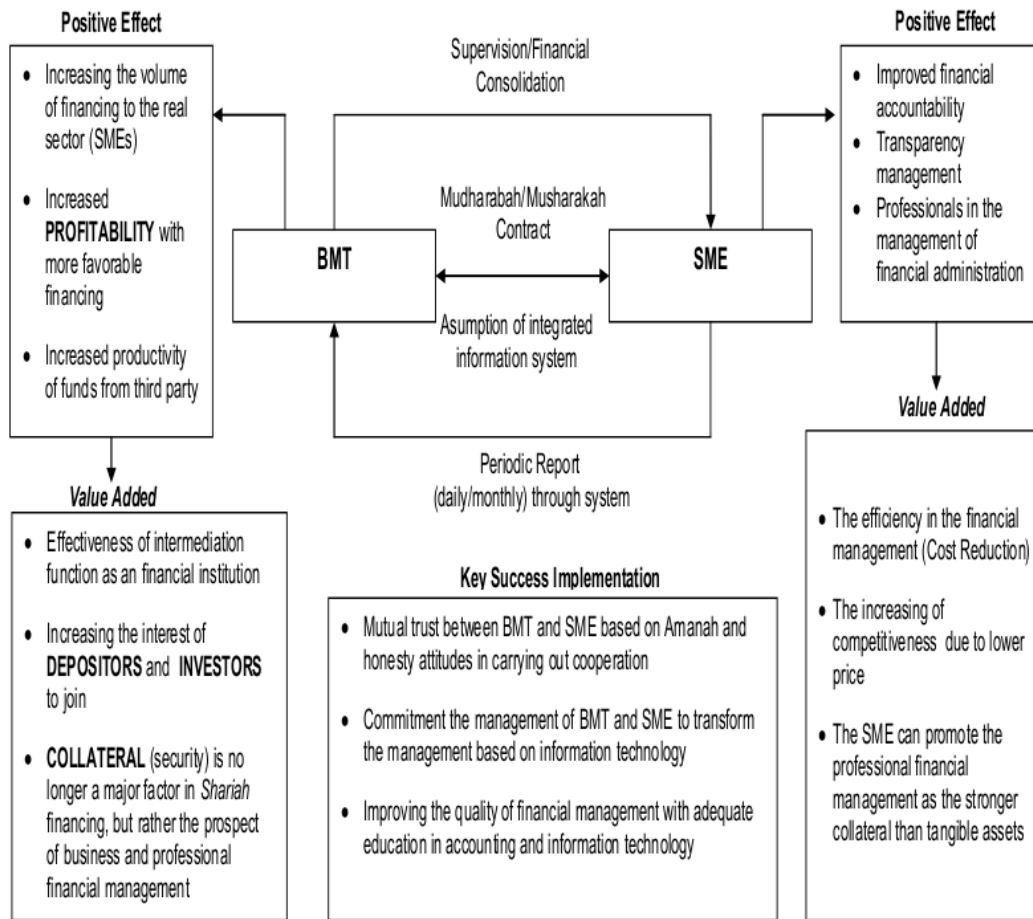 Positive Effect
• Increasing the volume
of financing to the real
sector (SMEs)
• Increased
PROFITABILITY with
more favorable
financing
• Increased productivity
of funds from third party
Value Added
• Effectiveness of intermediation
function as an financial institution
• Increasing the interest of
DEPOSITORS and INVESTORS
to join
• COLLATERAL (security) is no
longer a major factor in Shariah
financing, but rather the prospect
of business and professional
financial management
Supervision/Financial
Consolidation
Mudharabah/Musharakah
Contract
BMT
SME
Asumption of integrated
information system
Periodic Report
(daily/monthly) through system
Key Success Implementation
• Mutual trust between BMT and SME based on Amanah and
honesty attitudes in carrying out cooperation
• Commitment the management of BMT and SME to transform
the management based on information technology
• Improving the quality of financial management with adequate
education in accounting and information technology
Positive Effect
• Improved financial
accountability
• Transparency
management
• Professionals in the
management of
financial administration
Value Added
• The efficiency in the financial
management (Cost Reduction)
• The increasing of
competitiveness due to lower
price
• The SME can promote the
professional financial
management as the stronger
collateral than tangible assets